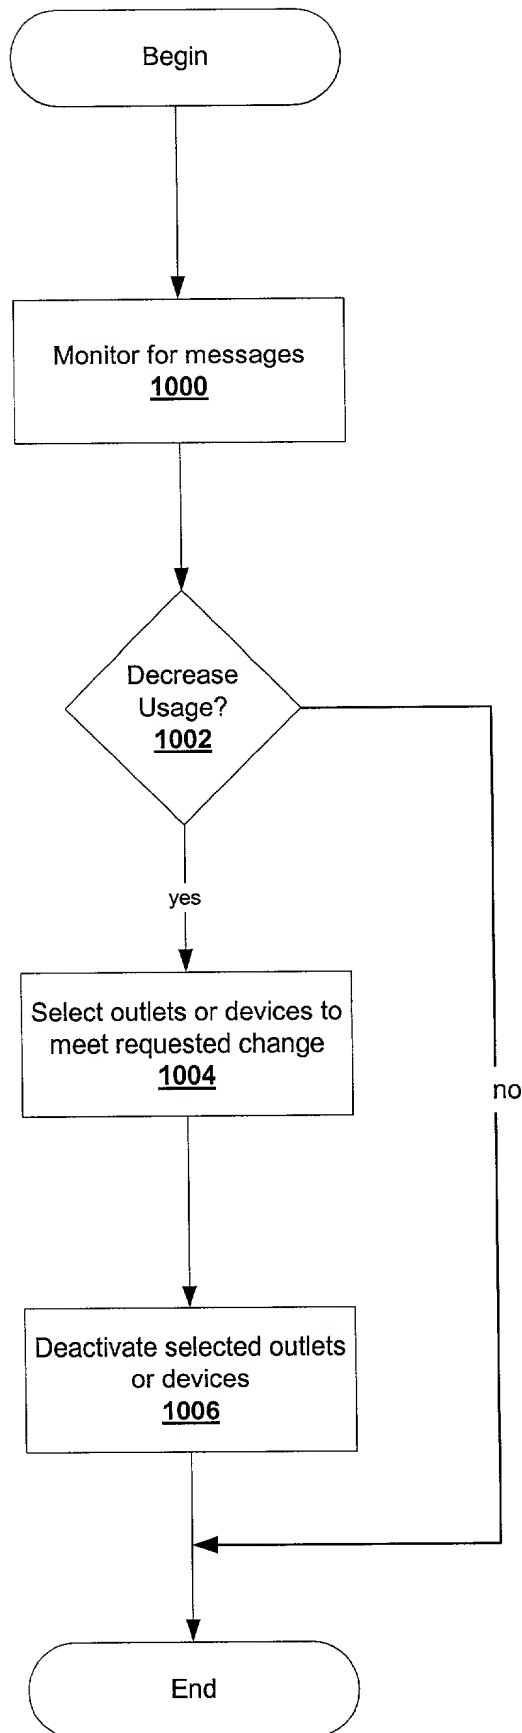 Begin
Monitor for messages
1000
Decrease
Usage?
1002
yes
Select outlets or devices to
meet requested change
1004
no
Deactivate selected outlets
or devices
1006
End